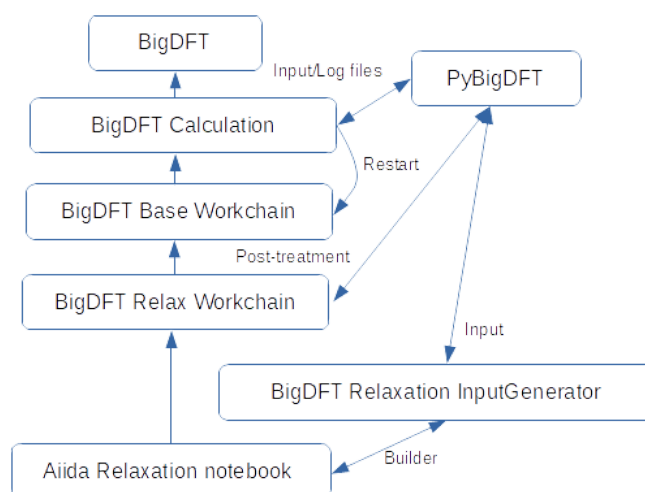 BigDFT
Input/Log files
PyBigDFT
BigDFT Calculation
Restart
BigDFT Base Workchain
Post-treatment
BigDFT Relax Workchain
Input
BigDFT Relaxation InputGenerator
Builder
Aiida Relaxation notebook